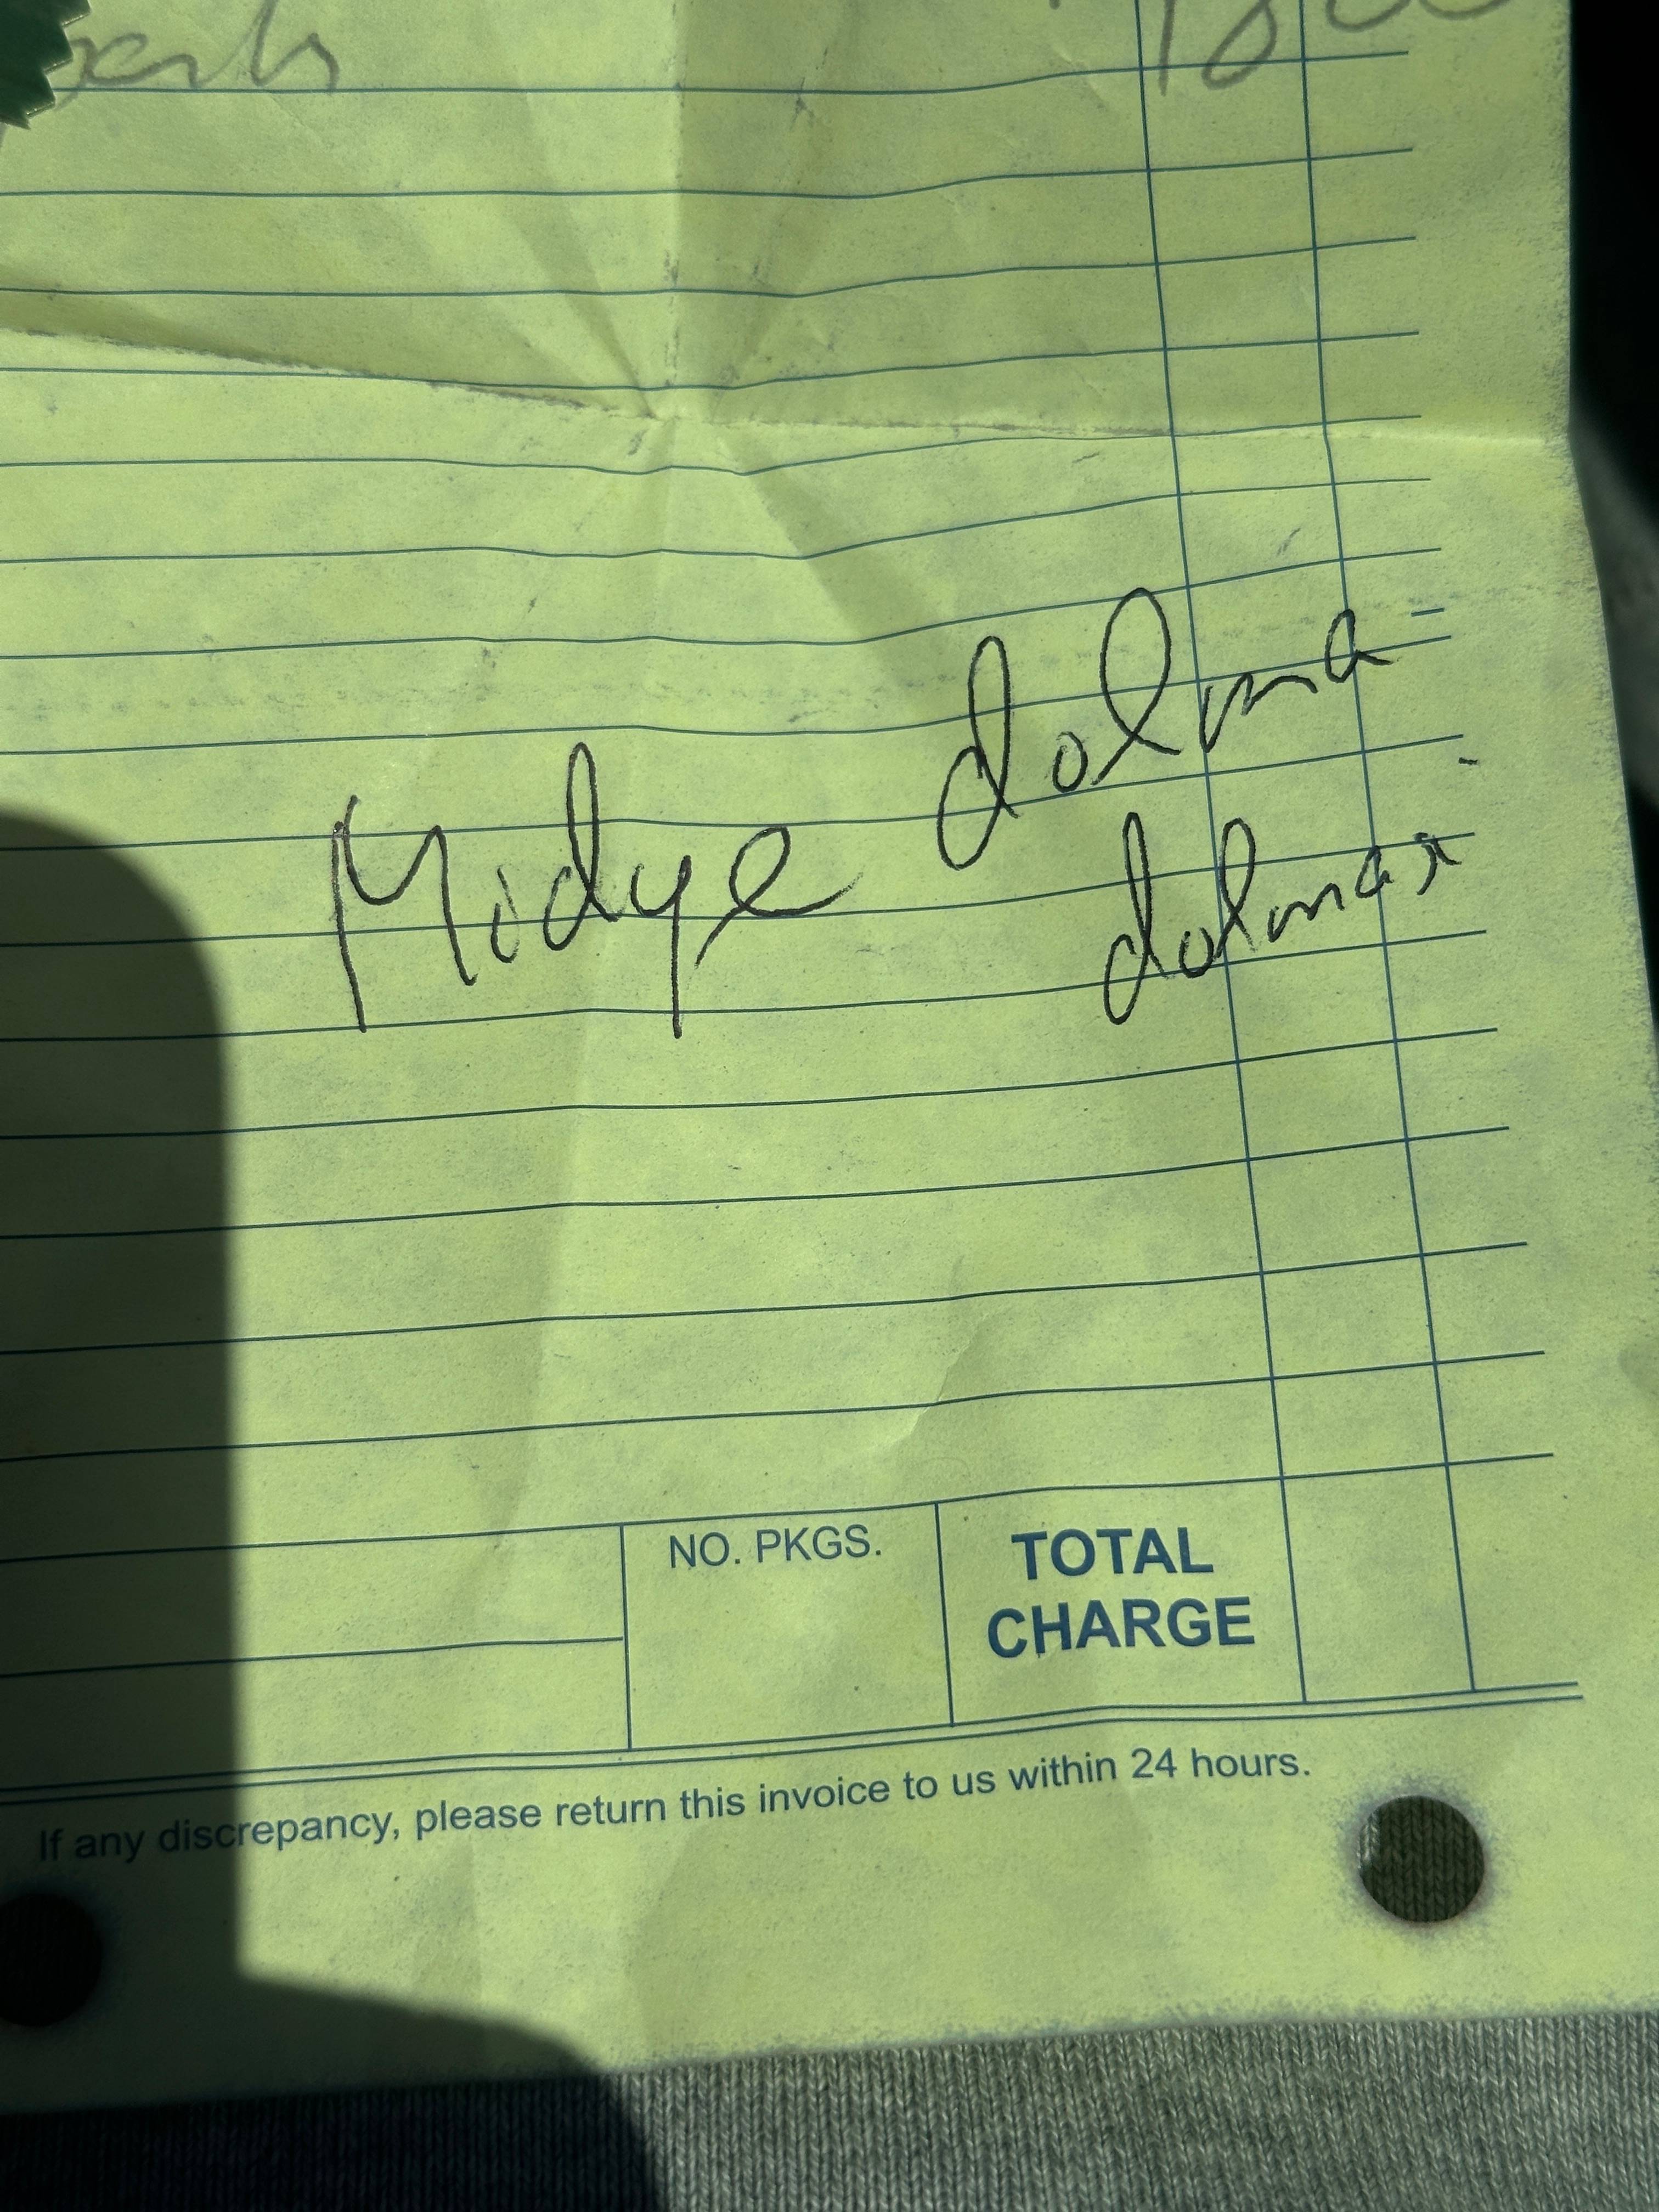 Midye dolma
dolması
NO. PKGS.
TOTAL
CHARGE
If any discrepancy, please return this invoice to us within 24 hours.